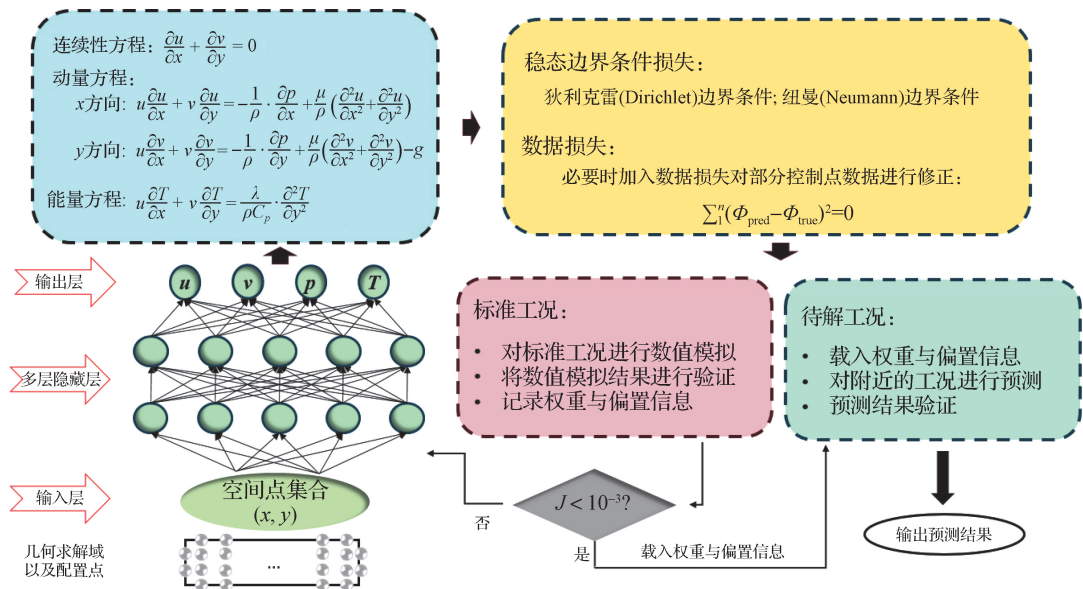 连续性方程：∂u/∂x + ∂v/∂y = 0
动量方程：
x方向: u∂u/∂x + v∂u/∂y = −1/ρ · ∂p/∂x + μ/ρ(∂²u/∂x² + ∂²u/∂y²)
y方向: u∂v/∂x + v∂v/∂y = −1/ρ · ∂p/∂y + μ/ρ(∂²v/∂x² + ∂²v/∂y²)−g
能量方程: u∂T/∂x + v∂T/∂y = λ/ρCₚ · ∂²T/∂y²
稳态边界条件损失：
狄利克雷(Dirichlet)边界条件; 纽曼(Neumann)边界条件
数据损失：
必要时加入数据损失对部分控制点数据进行修正：
∑₁ⁿ(Φpred−Φtrue)²=0
输出层
u v p T
多层隐藏层
输入层
空间点集合
(x, y)
几何求解域
以及配置点
...
标准工况：
• 对标准工况进行数值模拟
• 将数值模拟结果进行验证
• 记录权重与偏置信息
待解工况：
• 载入权重与偏置信息
• 对附近的工况进行预测
• 预测结果验证
J < 10⁻³?
否
是
载入权重与偏置信息
输出预测结果